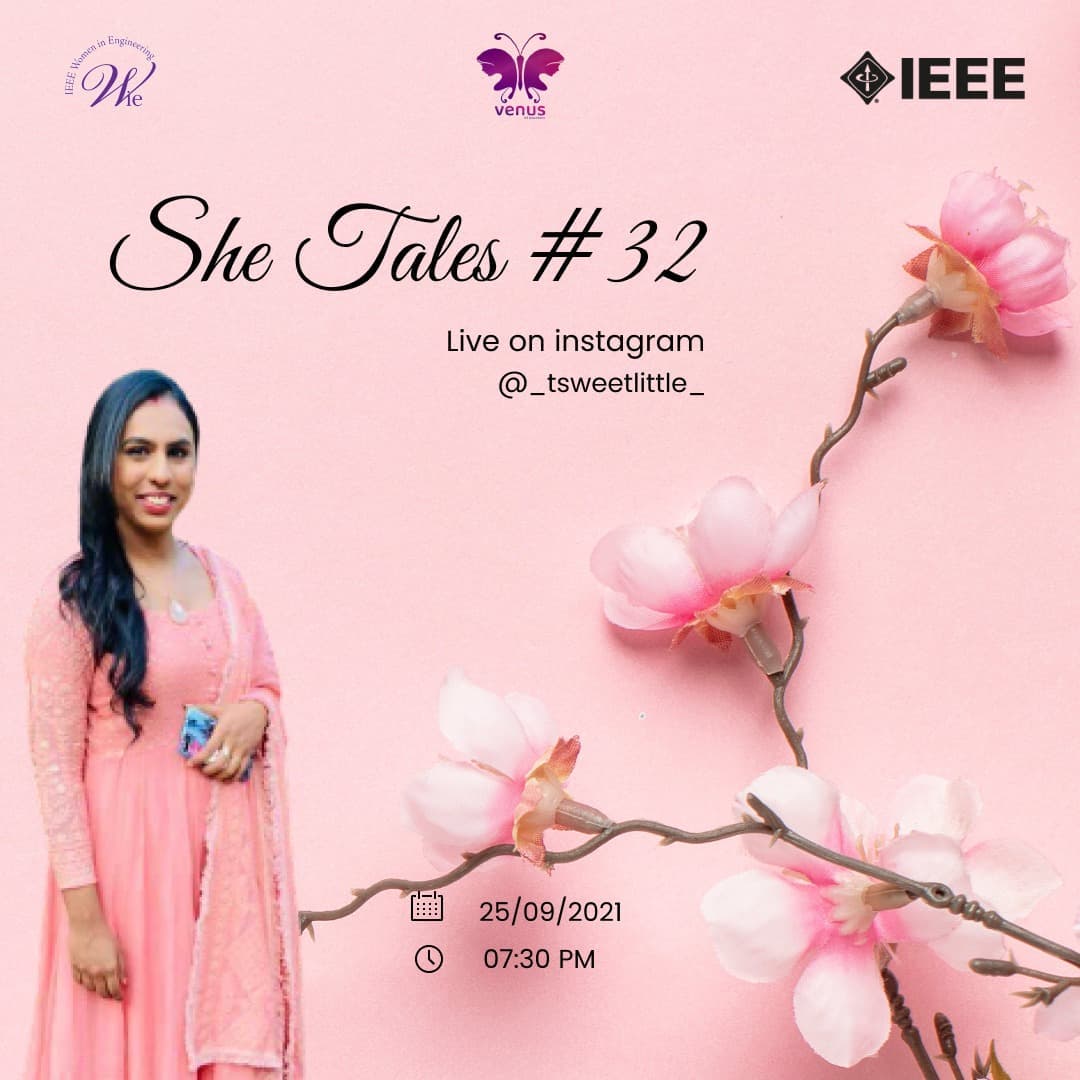 IEEE Women in Engineering
Wie
venus
IEEE
She Tales # 32
Live on instagram
@_tsweetlittle_
25/09/2021
07:30 PM